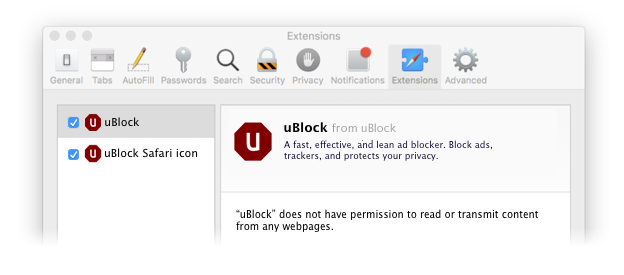 Extensions
General Tabs AutoFill Passwords Search Security Privacy Notifications Extensions Advanced
uBlock
uBlock Safari icon
uBlock from uBlock
A fast, effective, and lean ad blocker. Block ads,
trackers, and protects your privacy.
“uBlock” does not have permission to read or transmit content
from any webpages.